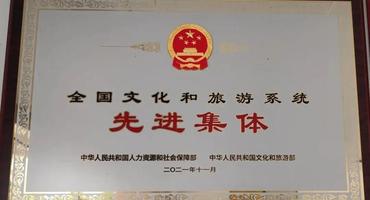 全国文化和旅游系统
先进集体
中华人民共和国人力资源和社会保障部 中华人民共和国文化和旅游部
二〇二一年十一月